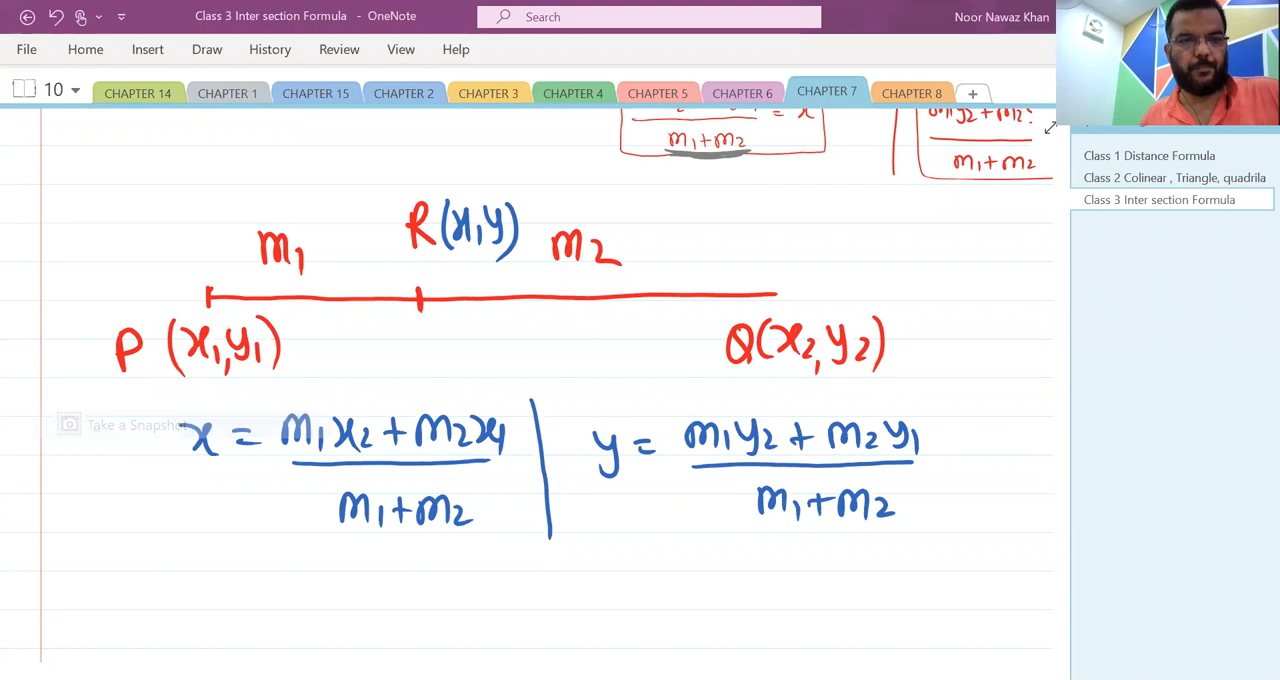 Class 3 Inter section Formula - OneNote
Search
Noor Nawaz Khan
File Home Insert Draw History Review View Help
10 CHAPTER 14 CHAPTER 1 CHAPTER 15 CHAPTER 2 CHAPTER 3 CHAPTER 4 CHAPTER 5 CHAPTER 6 CHAPTER 7 CHAPTER 8 +
Class 1 Distance Formula
Class 2 Colinear , Triangle, quadrila
Class 3 Inter section Formula
= x
m1+m2
m1+m2
m1 R(x,y) m2
P (x1,y1) Q(x2,y2)
Take a Snapshot
x = m1x2+m2x1 y = m1y2+m2y1
m1+m2 m1+m2